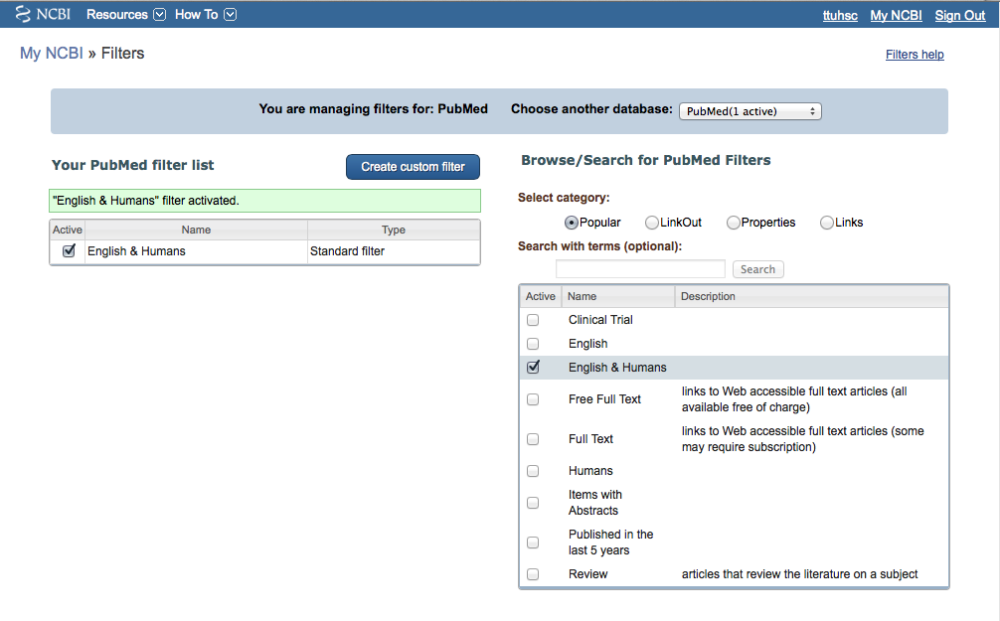 NCBI Resources How To ttuhsc My NCBI Sign Out
My NCBI » Filters Filters help
You are managing filters for: PubMed Choose another database: PubMed(1 active)
Your PubMed filter list Create custom filter
"English & Humans" filter activated.
Active Name Type
English & Humans Standard filter
Browse/Search for PubMed Filters
Select category:
Popular LinkOut Properties Links
Search with terms (optional):
Search
Active Name Description
Clinical Trial
English
English & Humans
Free Full Text links to Web accessible full text articles (all
available free of charge)
Full Text links to Web accessible full text articles (some
may require subscription)
Humans
Items with
Abstracts
Published in the
last 5 years
Review articles that review the literature on a subject